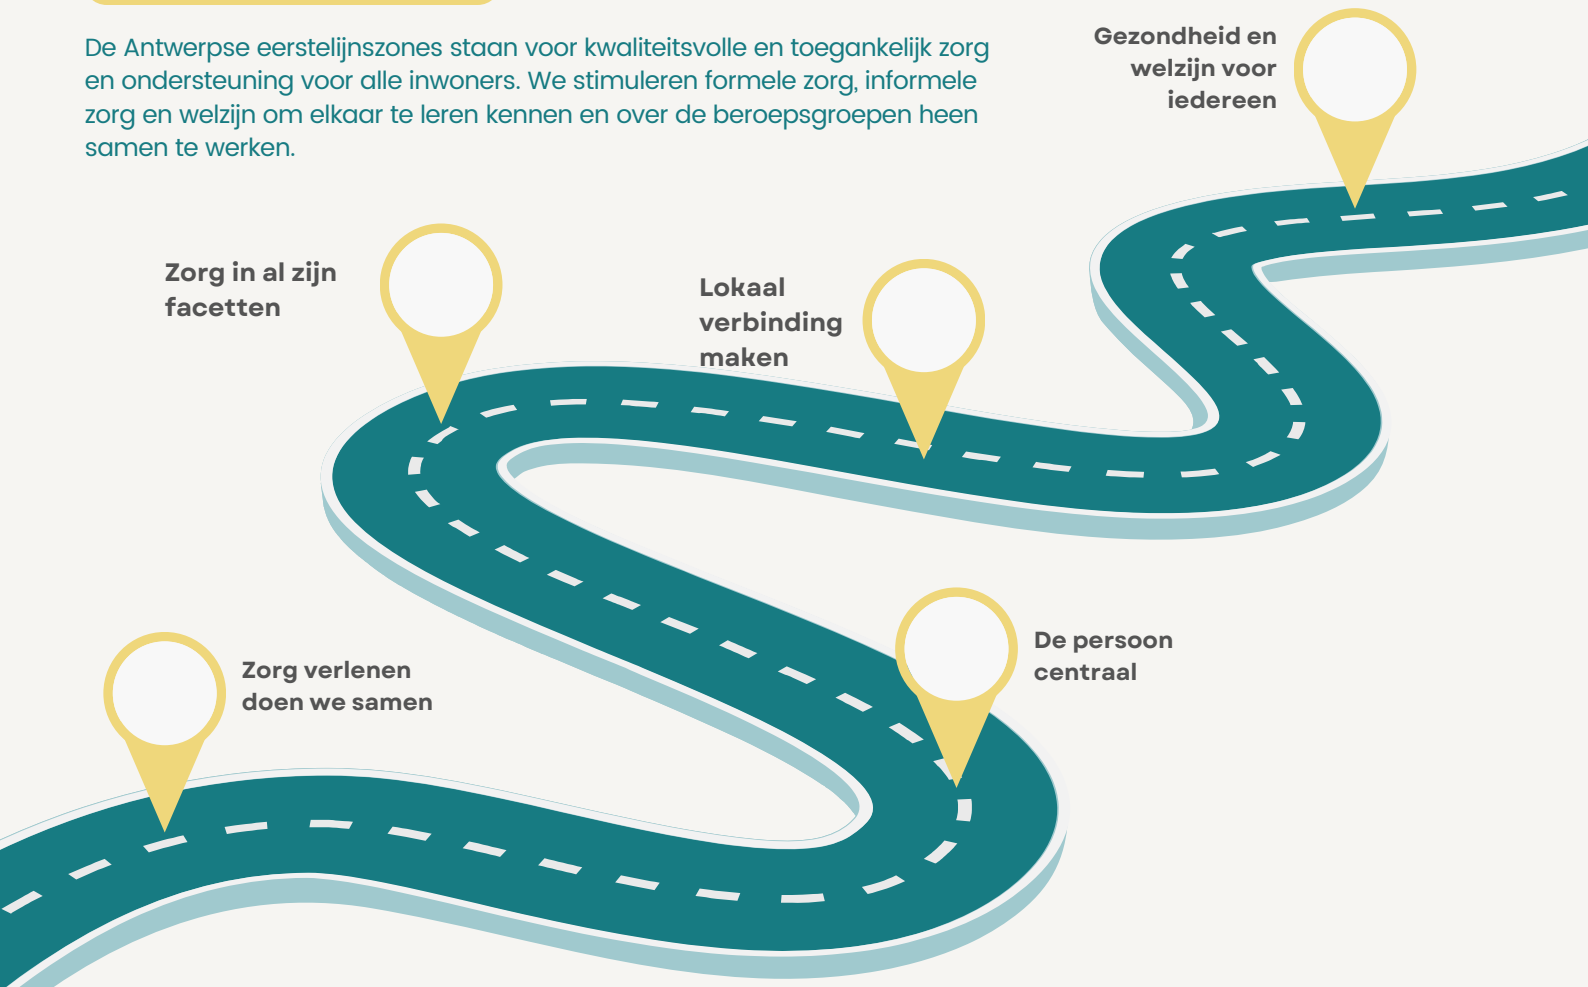 De Antwerpse eerstelijnszones staan voor kwaliteitsvolle en toegankelijk zorg
en ondersteuning voor alle inwoners. We stimuleren formele zorg, informele
zorg en welzijn om elkaar te leren kennen en over de beroepsgroepen heen
samen te werken.
Gezondheid en
welzijn voor
iedereen
Zorg in al zijn
facetten
Lokaal
verbinding
maken
De persoon
centraal
Zorg verlenen
doen we samen